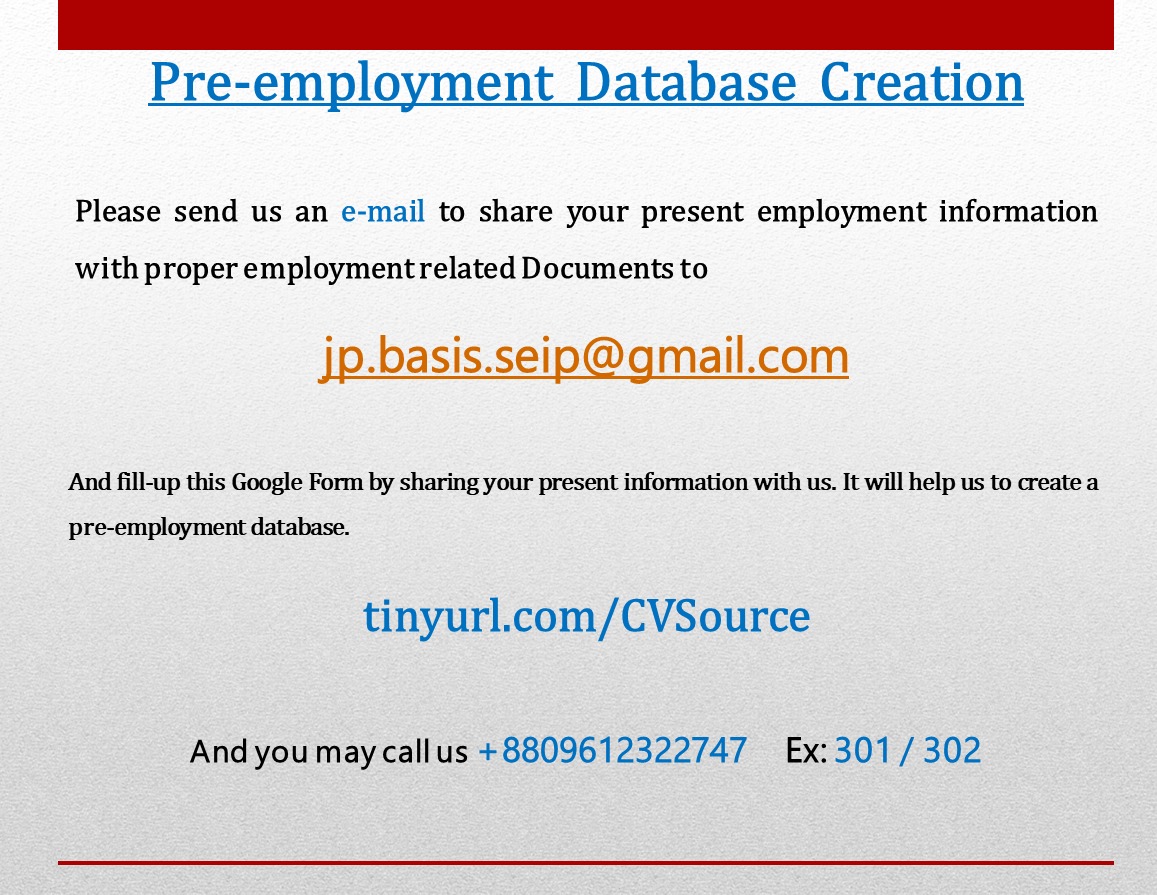 Pre-employment Database Creation
Please send us an e-mail to share your present employment information
with proper employment related Documents to
jp.basis.seip@gmail.com
And fill-up this Google Form by sharing your present information with us. It will help us to create a
pre-employment database.
tinyurl.com/CVSource
And you may call us +8809612322747 Ex: 301 / 302